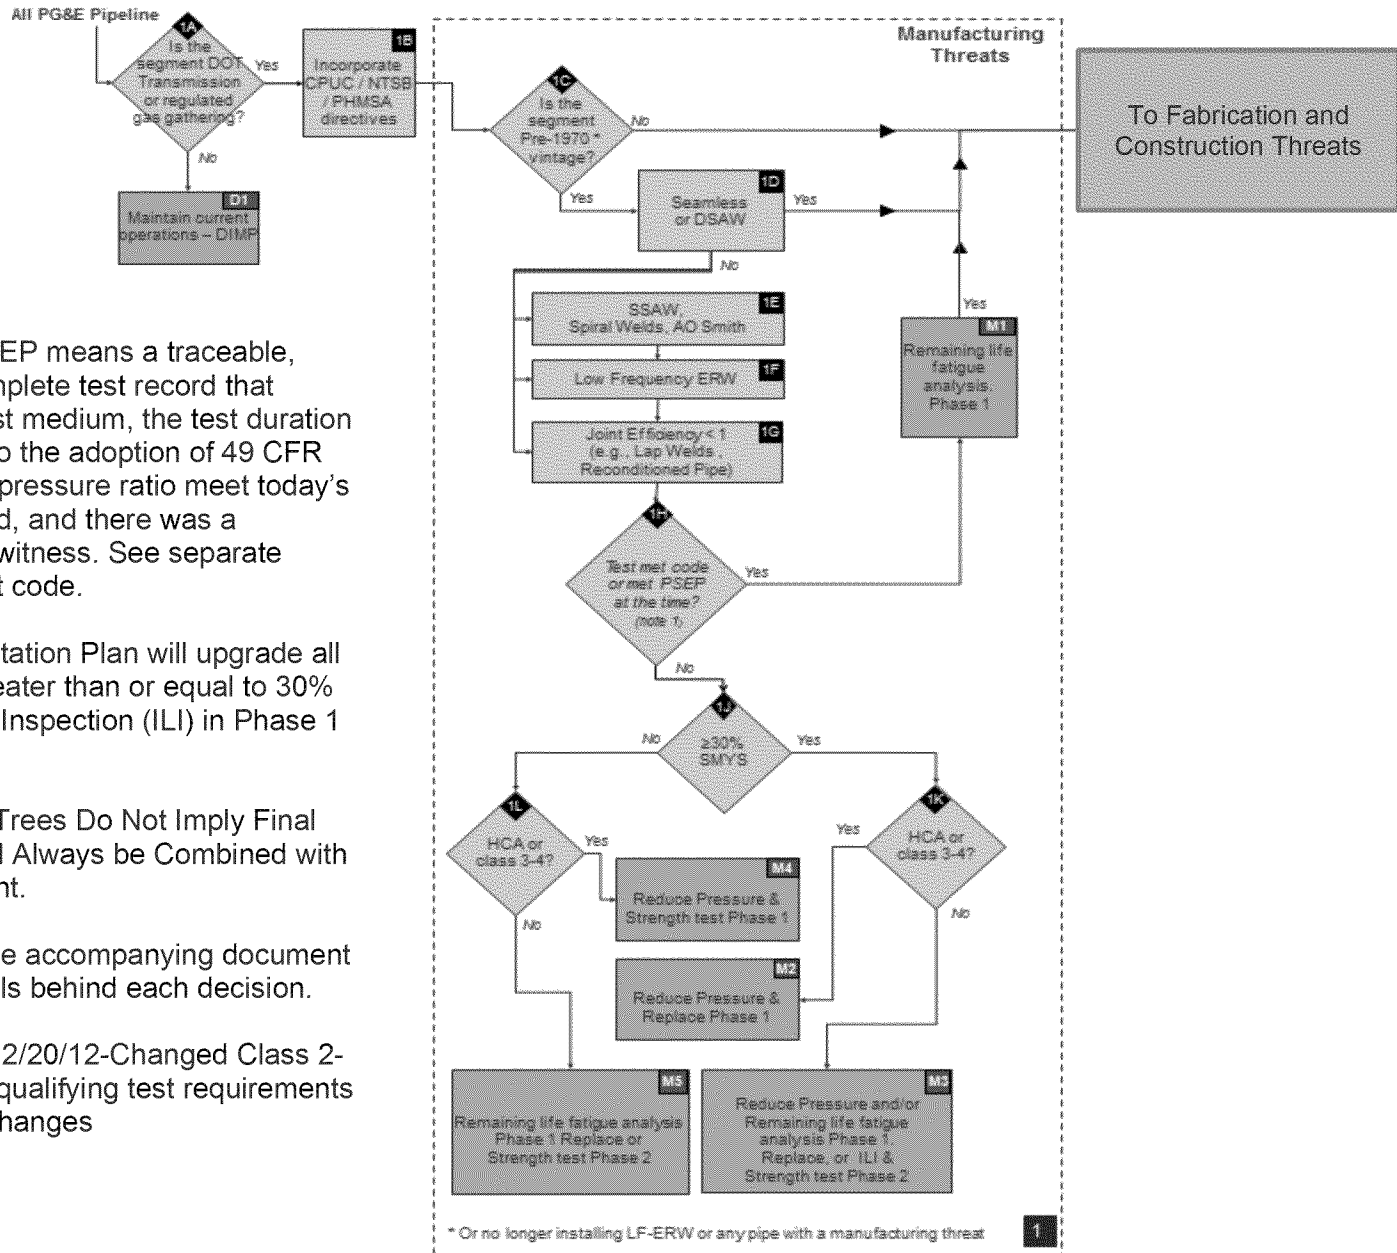 All PG&E Pipeline
1A
Is the
segment DOT
Transmission
or regulated
gas gathering?
Yes
No
1B
Incorporate
CPUC / NTSB
/ PHMSA
directives
D1
Maintain current
operations – DIMP
Manufacturing
Threats
1C
Is the
segment
Pre-1970 *
vintage?
No
Yes
1D
Seamless
or DSAW
Yes
No
To Fabrication and
Construction Threats
1E
SSAW,
Spiral Welds, AO Smith
1F
Low Frequency ERW
1G
Joint Efficiency < 1
(e.g., Lap Welds,
Reconditioned Pipe)
Yes
M1
Remaining life
fatigue
analysis.
Phase 1
1H
Test met code
or met PSEP
at the time?
(note 1)
Yes
No
1J
≥30%
SMYS
No
Yes
1L
HCA or
class 3-4?
Yes
No
1K
HCA or
class 3-4?
Yes
No
M4
Reduce Pressure &
Strength test Phase 1
M2
Reduce Pressure &
Replace Phase 1
M5
Remaining life fatigue analysis
Phase 1 Replace or
Strength test Phase 2
M3
Reduce Pressure and/or
Remaining life fatigue
analysis Phase 1.
Replace, or ILI &
Strength test Phase 2
* Or no longer installing LF-ERW or any pipe with a manufacturing threat
1
EP means a traceable,
nplete test record that
st medium, the test duration
o the adoption of 49 CFR
pressure ratio meet today's
d, and there was a
witness. See separate
t code.
tation Plan will upgrade all
eater than or equal to 30%
Inspection (ILI) in Phase 1
Trees Do Not Imply Final
l Always be Combined with
nt.
e accompanying document
ls behind each decision.
2/20/12-Changed Class 2-
qualifying test requirements
hanges